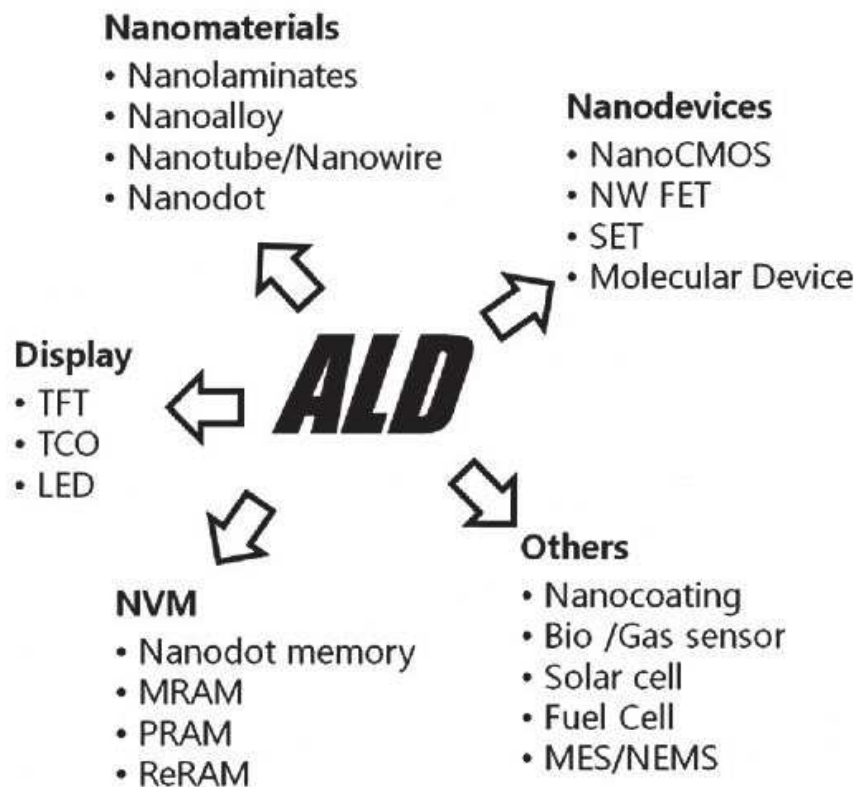 Nanomaterials
• Nanolaminates
• Nanoalloy
• Nanotube/Nanowire
• Nanodot
Nanodevices
• NanoCMOS
• NW FET
• SET
• Molecular Device
Display
• TFT
• TCO
• LED
ALD
NVM
• Nanodot memory
• MRAM
• PRAM
• ReRAM
Others
• Nanocoating
• Bio /Gas sensor
• Solar cell
• Fuel Cell
• MES/NEMS